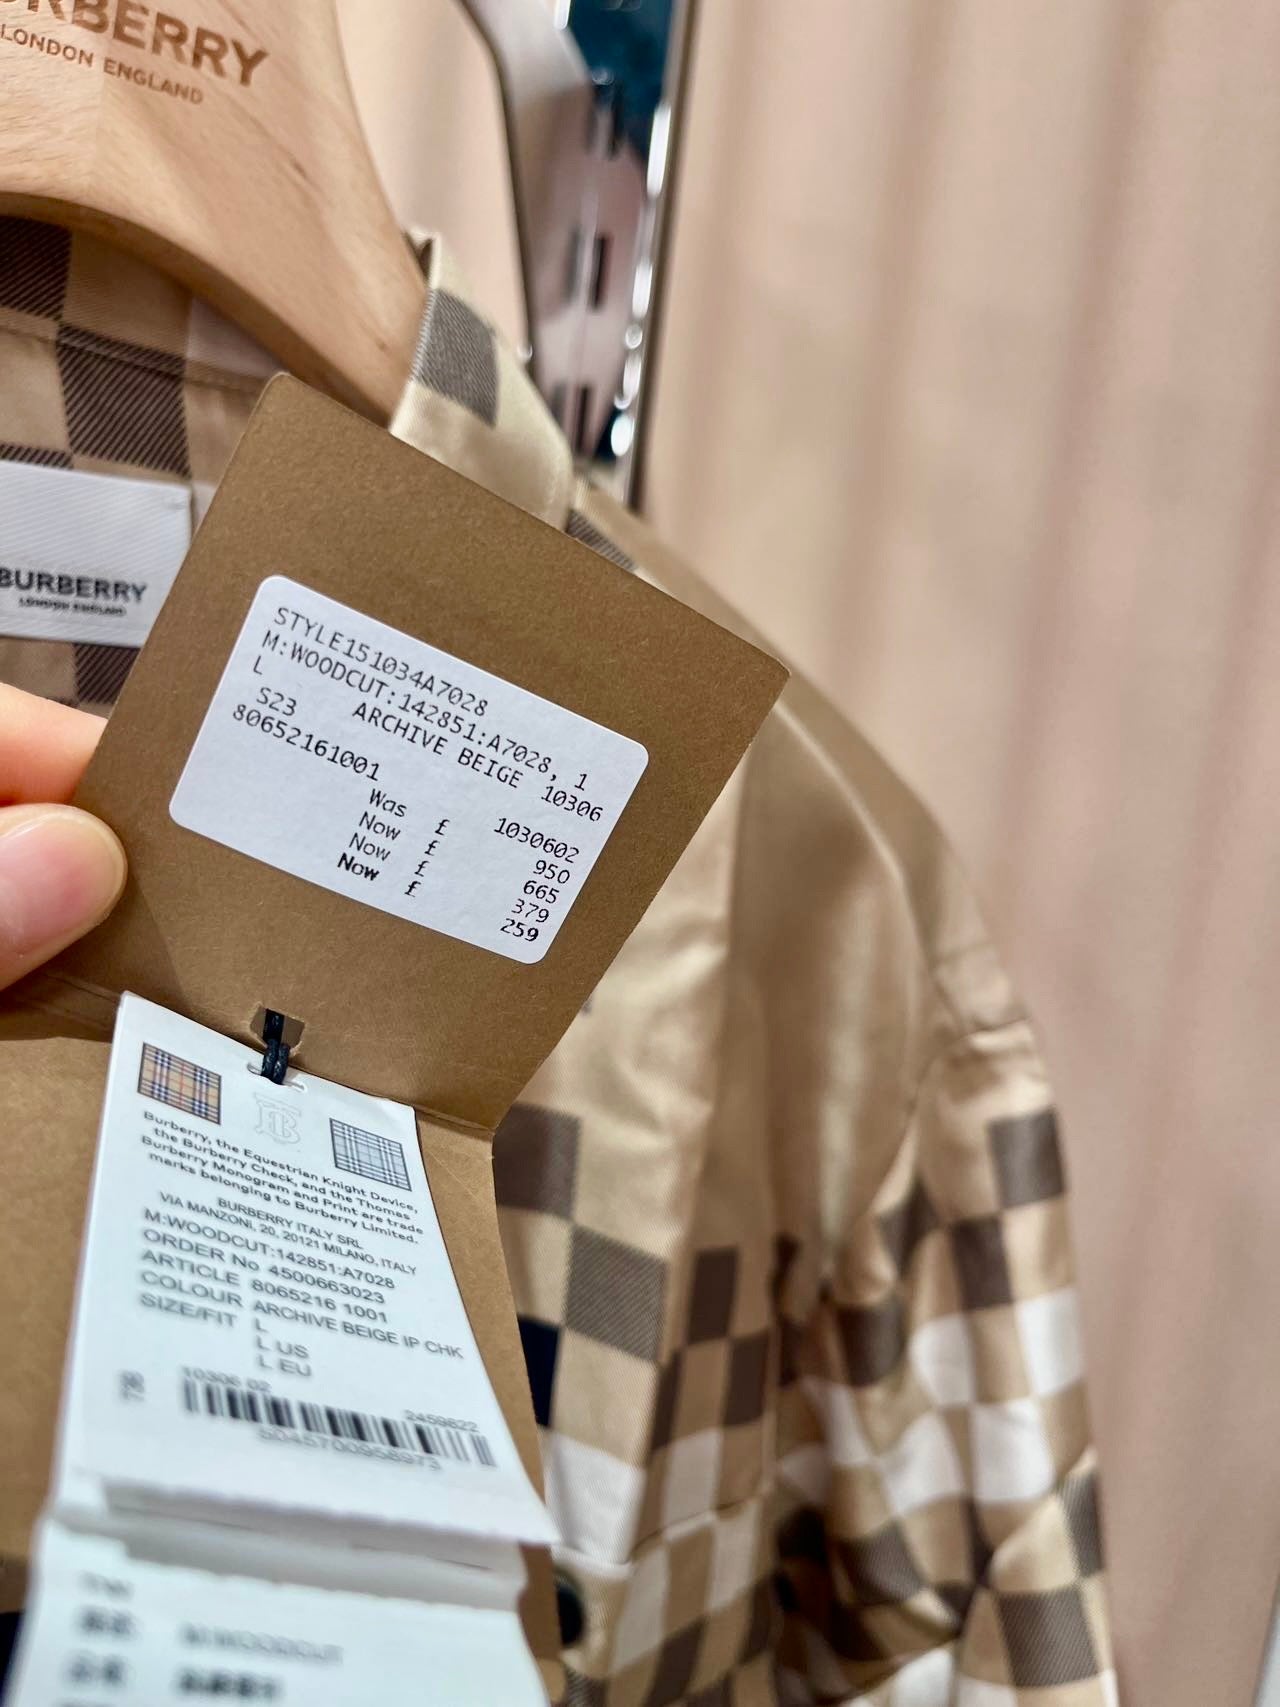 BURBERRY
LONDON ENGLAND
BURBERRY
LONDON ENGLAND
STYLE151034A7028
M:WOODCUT:142851:A7028, 1
L ARCHIVE BEIGE 10306
S23 1030602
80652161001
Was £ 950
Now £ 665
Now £ 379
Now £ 259
Burberry, the Equestrian Knight Device,
the Burberry Check, and the Thomas
Burberry Monogram and Print are trade
marks belonging to Burberry Limited.
BURBERRY ITALY SRL
VIA MANZONI, 20, 20121 MILANO, ITALY
M:WOODCUT:142851:A7028
ORDER No 4500663023
ARTICLE 8065216 1001
COLOUR ARCHIVE BEIGE IP CHK
SIZE/FIT L
L US
L EU
10306 02
2459822
5045700958973
M:WOODCUT